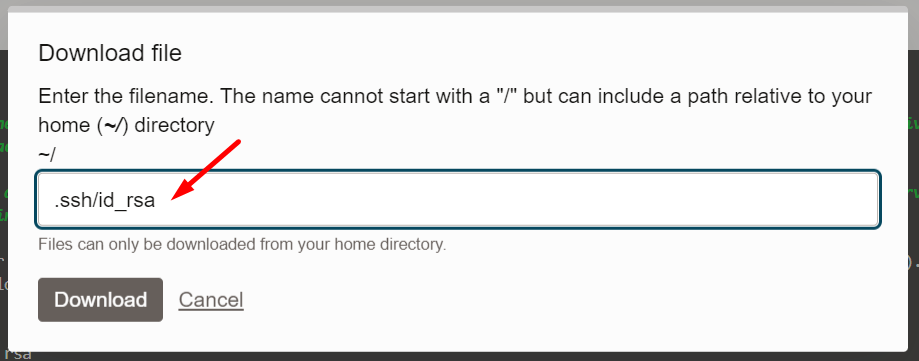 Download file
Enter the filename. The name cannot start with a "/" but can include a path relative to your
home (~/) directory
~/
.ssh/id_rsa
Files can only be downloaded from your home directory.
Download Cancel
rsa